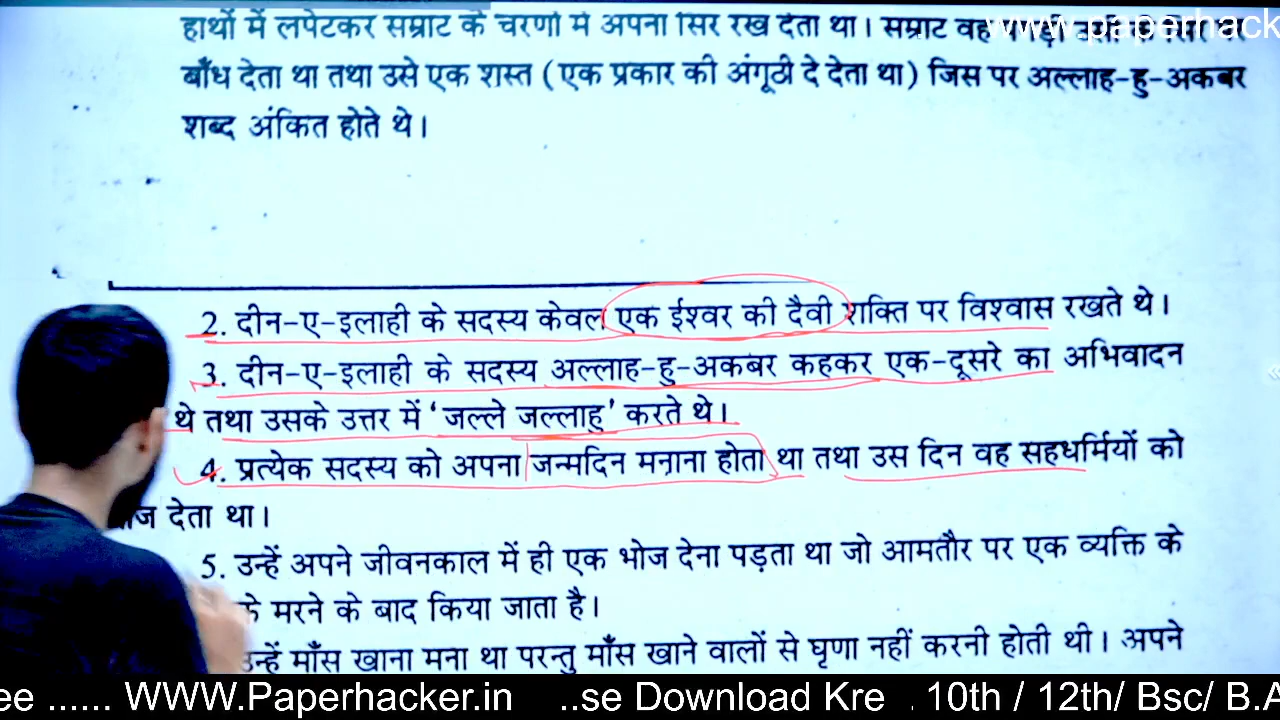 हाथों में लपेटकर सम्राट के चरणों में अपना सिर रख देता था। सम्राट वह
www.paperhack
बाँध देता था तथा उसे एक शस्त (एक प्रकार की अंगूठी दे देता था) जिस पर अल्लाह-हु-अकबर
शब्द अंकित होते थे।
2. दीन-ए-इलाही के सदस्य केवल एक ईश्वर की दैवी शक्ति पर विश्वास रखते थे।
3. दीन-ए-इलाही के सदस्य अल्लाह-हु-अकबर कहकर एक-दूसरे का अभिवादन
थे तथा उसके उत्तर में ‘जल्ले जल्लाहु’ करते थे।
4. प्रत्येक सदस्य को अपना जन्मदिन मनाना होता था तथा उस दिन वह सहधर्मियों को
देता था।
5. उन्हें अपने जीवनकाल में ही एक भोज देना पड़ता था जो आमतौर पर एक व्यक्ति के
मरने के बाद किया जाता है।
उन्हें माँस खाना मना था परन्तु माँस खाने वालों से घृणा नहीं करनी होती थी। अपने
ee ...... WWW.Paperhacker.in ..se Download Kre . 10th / 12th/ Bsc/ B.A